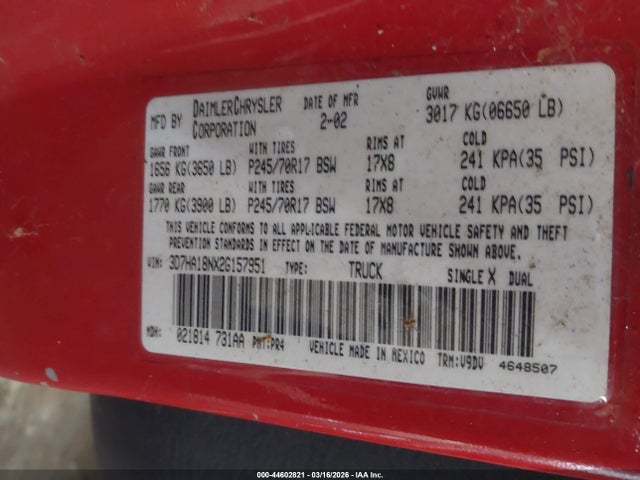 MFD BY DAIMLERCHRYSLER CORPORATION DATE OF MFR 2-02 GVWR 3017 KG(06650 LB)
GAWR FRONT WITH TIRES RIMS AT COLD
1656 KG(3650 LB) P245/70R17 BSW 17X8 241 KPA(35 PSI)
GAWR REAR WITH TIRES RIMS AT COLD
1770 KG(3900 LB) P245/70R17 BSW 17X8 241 KPA(35 PSI)
THIS VEHICLE CONFORMS TO ALL APPLICABLE FEDERAL MOTOR VEHICLE SAFETY AND THEFT
PREVENTION STANDARDS IN EFFECT ON THE DATE OF MANUFACTURE SHOWN ABOVE.
VIN: 3D7HA18NX2G157951 TYPE: TRUCK SINGLE X DUAL
MDH: 021814 731AA PNT:PR4 VEHICLE MADE IN MEXICO TRM:V9DV 4648507
000-44602821 - 03/16/2026 - IAA Inc.